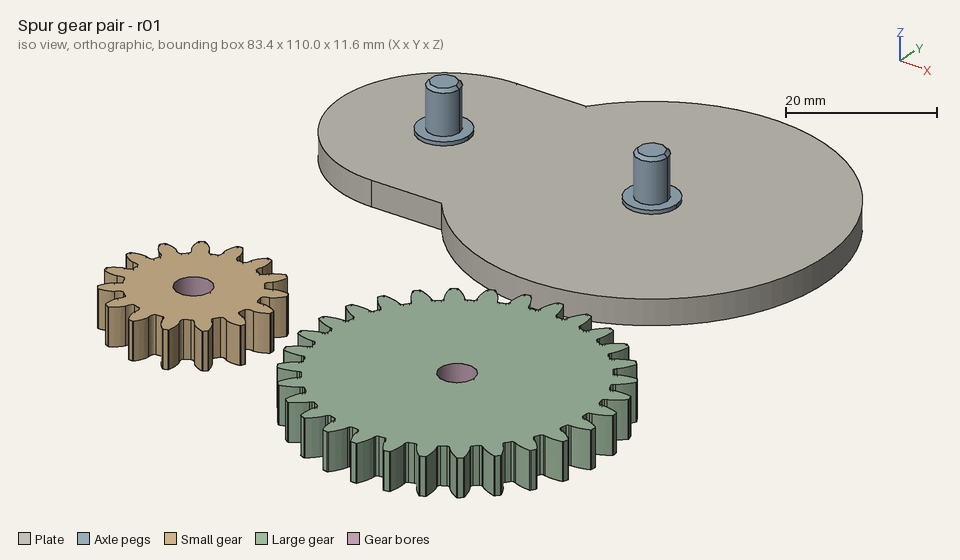 Spur gear pair - r01
iso view, orthographic, bounding box 83.4 x 110.0 x 11.6 mm (X x Y x Z)
Z
Y
X
20 mm
Plate
Axle pegs
Small gear
Large gear
Gear bores